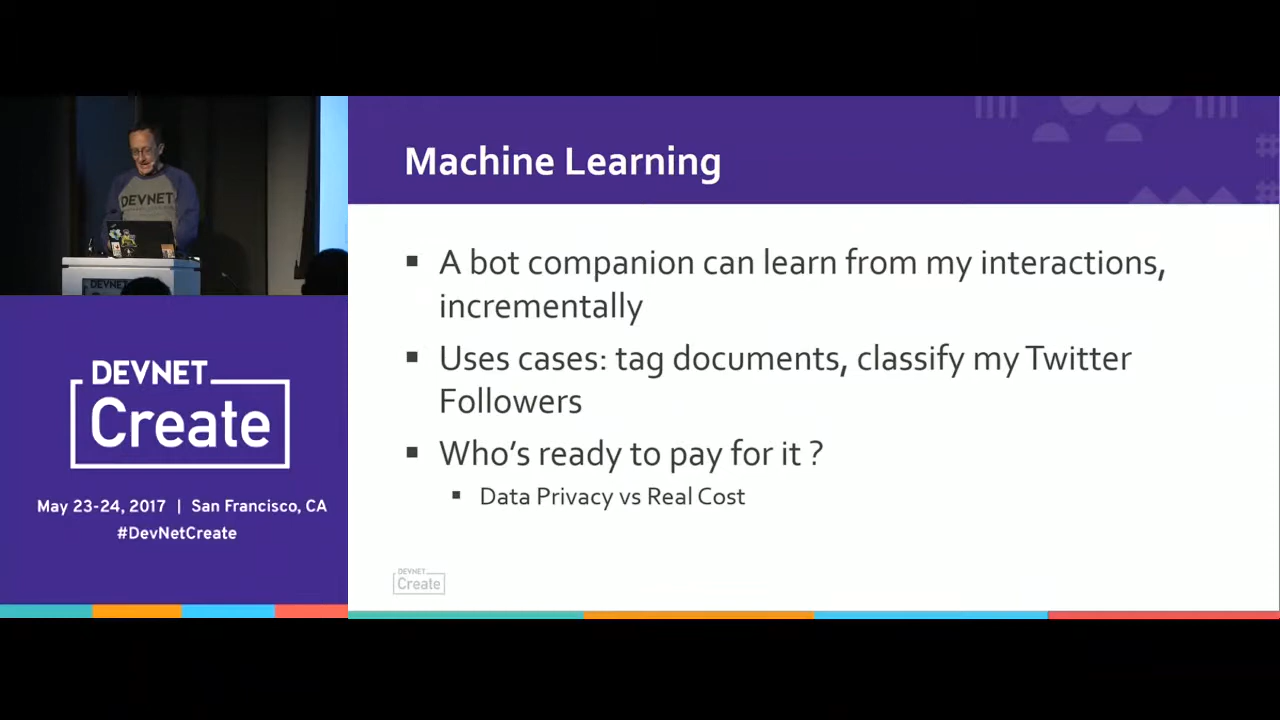 DEVNET
DEVNET
DEVNET
Create
May 23-24, 2017 | San Francisco, CA
#DevNetCreate
Machine Learning
▪ A bot companion can learn from my interactions,
incrementally
▪ Uses cases: tag documents, classify my Twitter
Followers
▪ Who's ready to pay for it ?
▪ Data Privacy vs Real Cost
DEVNET
Create